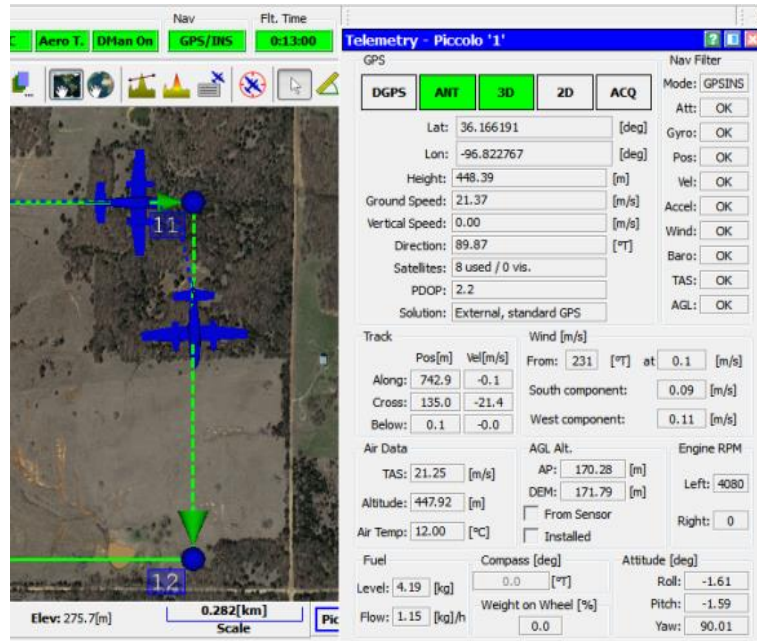 Nav Flt. Time
C Aero T. DMan On GPS/INS 0:13:00
Telemetry - Piccolo '1'
GPS Nav Filter
DGPS ANT 3D 2D ACQ Mode: GPSINS
Att: OK
Lat: 36.166191 [deg] Gyro: OK
Lon: -96.822767 [deg] Pos: OK
Height: 448.39 [m] Vel: OK
Ground Speed: 21.37 [m/s] Accel: OK
Vertical Speed: 0.00 [m/s] Wind: OK
Direction: 89.87 [°T] Baro: OK
Satellites: 8 used / 0 vis. TAS: OK
PDOP: 2.2 AGL: OK
Solution: External, standard GPS
Track Wind [m/s]
Pos[m] Vel[m/s] From: 231 [°T] at 0.1 [m/s]
Along: 742.9 -0.1 South component: 0.09 [m/s]
Cross: 135.0 -21.4 West component: 0.11 [m/s]
Below: 0.1 -0.0
Air Data AGL Alt. Engine RPM
TAS: 21.25 [m/s] AP: 170.28 [m] Left: 4080
Altitude: 447.92 [m] DEM: 171.79 [m]
From Sensor Right: 0
Air Temp: 12.00 [°C] Installed
Fuel Compass [deg] Attitude [deg]
Level: 4.19 [kg] 0.0 [°T] Roll: -1.61
Flow: 1.15 [kg]/h Weight on Wheel [%] Pitch: -1.59
0.0 Yaw: 90.01
11
12
Elev: 275.7[m] 0.282[km] Pic
Scale